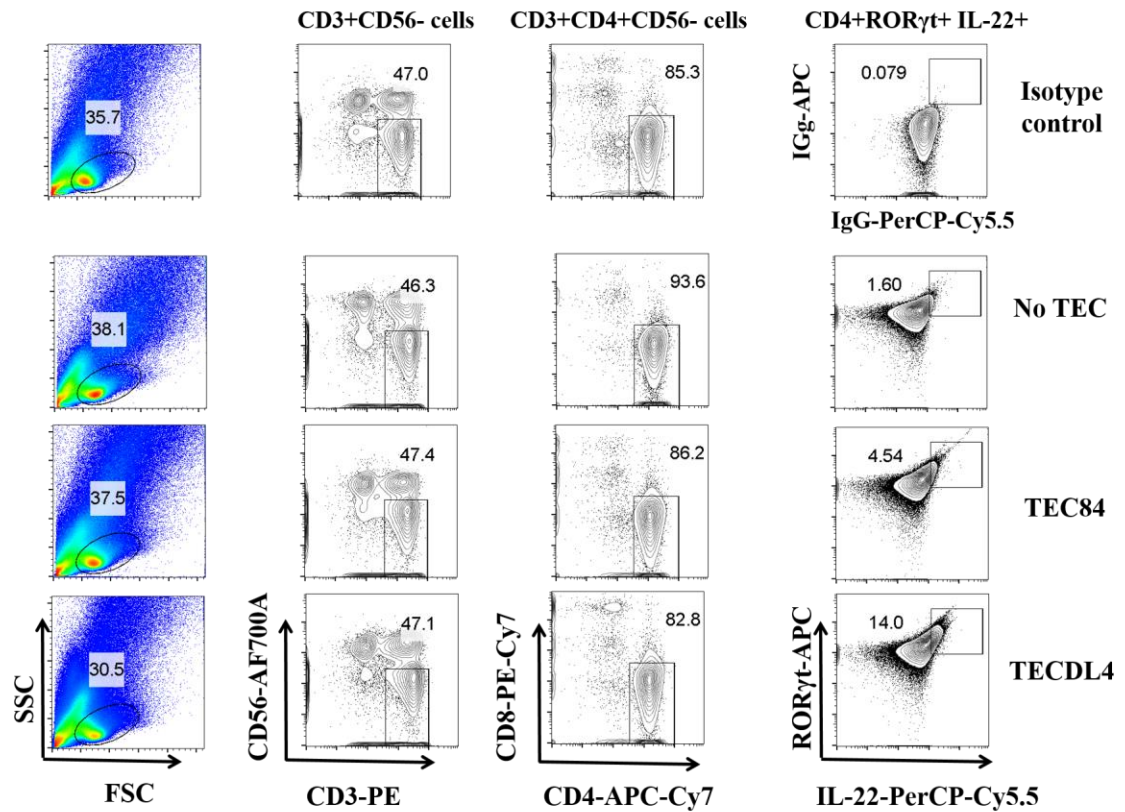 CD3+CD56- cells
CD3+CD4+CD56- cells
CD4+RORγt+ IL-22+
35.7
47.0
85.3
0.079
IGg-APC
Isotype
control
IgG-PerCP-Cy5.5
38.1
46.3
93.6
1.60
No TEC
37.5
47.4
86.2
4.54
TEC84
30.5
47.1
82.8
14.0
TECDL4
SSC
CD56-AF700A
CD8-PE-Cy7
RORγt-APC
FSC
CD3-PE
CD4-APC-Cy7
IL-22-PerCP-Cy5.5